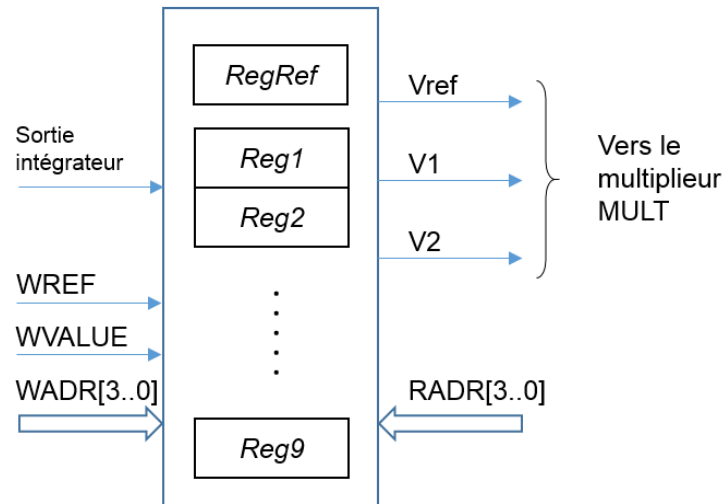 RegRef
Vref
Sortie
intégrateur
Reg1
V1
Vers le
multiplieur
MULT
Reg2
V2
WREF
WVALUE
WADR[3..0]
RADR[3..0]
Reg9